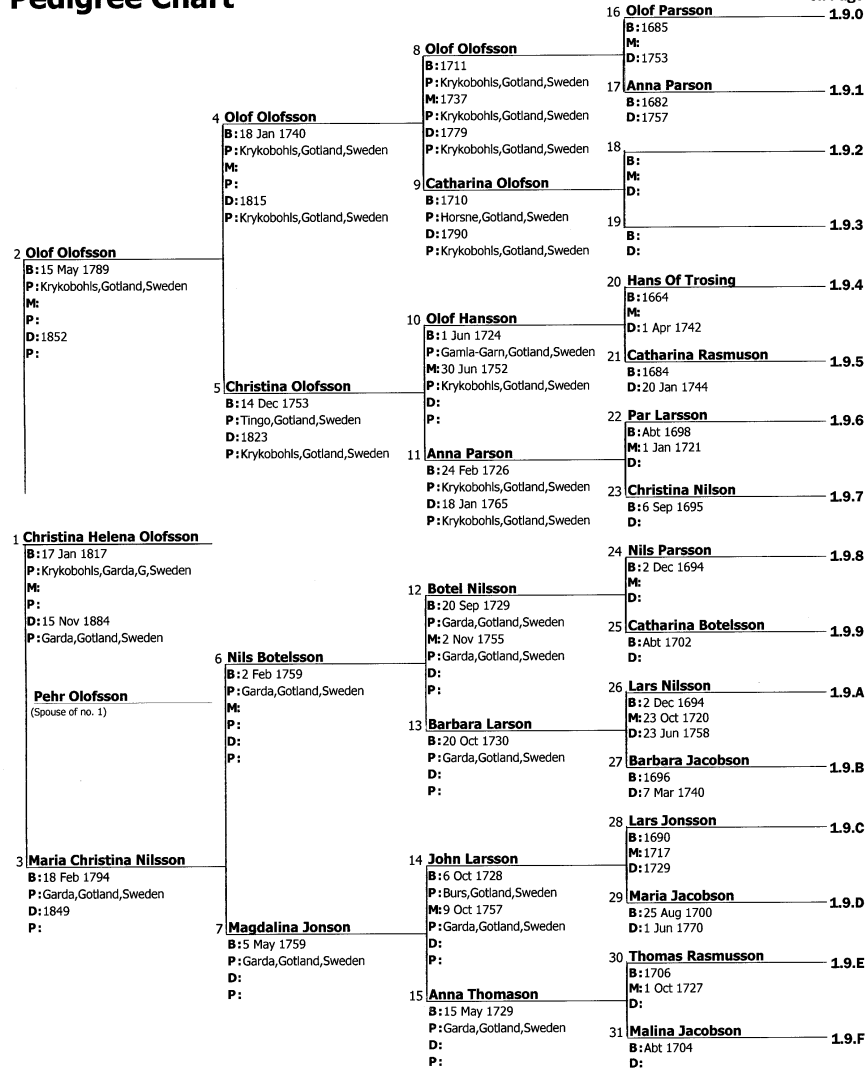 Pedigree Chart
16 Olof Parsson 1.9.0
B:1685
M:
D:1753
8 Olof Olofsson
B:1711
P:Krykobohls,Gotland,Sweden
M:1737
P:Krykobohls,Gotland,Sweden
D:1779
P:Krykobohls,Gotland,Sweden
17 Anna Parson 1.9.1
B:1682
D:1757
4 Olof Olofsson
B:18 Jan 1740
P:Krykobohls,Gotland,Sweden
M:
P:
D:1815
P:Krykobohls,Gotland,Sweden
18 1.9.2
B:
M:
D:
9 Catharina Olofson
B:1710
P:Horsne,Gotland,Sweden
D:1790
P:Krykobohls,Gotland,Sweden
19 1.9.3
B:
D:
2 Olof Olofsson
B:15 May 1789
P:Krykobohls,Gotland,Sweden
M:
P:
D:1852
P:
20 Hans Of Trosing 1.9.4
B:1664
M:
D:1 Apr 1742
10 Olof Hansson
B:1 Jun 1724
P:Gamla-Garn,Gotland,Sweden
M:30 Jun 1752
P:Krykobohls,Gotland,Sweden
D:
P:
21 Catharina Rasmuson 1.9.5
B:1684
D:20 Jan 1744
5 Christina Olofsson
B:14 Dec 1753
P:Tingo,Gotland,Sweden
D:1823
P:Krykobohls,Gotland,Sweden
22 Par Larsson 1.9.6
B:Abt 1698
M:1 Jan 1721
D:
11 Anna Parson
B:24 Feb 1726
P:Krykobohls,Gotland,Sweden
D:18 Jan 1765
P:Krykobohls,Gotland,Sweden
23 Christina Nilson 1.9.7
B:6 Sep 1695
D:
1 Christina Helena Olofsson
B:17 Jan 1817
P:Krykobohls,Garda,G,Sweden
M:
P:
D:15 Nov 1884
P:Garda,Gotland,Sweden
Pehr Olofsson
(Spouse of no. 1)
24 Nils Parsson 1.9.8
B:2 Dec 1694
M:
D:
12 Botel Nilsson
B:20 Sep 1729
P:Garda,Gotland,Sweden
M:2 Nov 1755
P:Garda,Gotland,Sweden
D:
P:
25 Catharina Botelsson 1.9.9
B:Abt 1702
D:
6 Nils Botelsson
B:2 Feb 1759
P:Garda,Gotland,Sweden
M:
P:
D:
P:
26 Lars Nilsson 1.9.A
B:2 Dec 1694
M:23 Oct 1720
D:23 Jun 1758
13 Barbara Larson
B:20 Oct 1730
P:Garda,Gotland,Sweden
D:
P:
27 Barbara Jacobson 1.9.B
B:1696
D:7 Mar 1740
3 Maria Christina Nilsson
B:18 Feb 1794
P:Garda,Gotland,Sweden
D:1849
P:
28 Lars Jonsson 1.9.C
B:1690
M:1717
D:1729
14 John Larsson
B:6 Oct 1728
P:Burs,Gotland,Sweden
M:9 Oct 1757
P:Garda,Gotland,Sweden
D:
P:
29 Maria Jacobson 1.9.D
B:25 Aug 1700
D:1 Jun 1770
7 Magdalina Jonson
B:5 May 1759
P:Garda,Gotland,Sweden
D:
P:
30 Thomas Rasmusson 1.9.E
B:1706
M:1 Oct 1727
D:
15 Anna Thomason
B:15 May 1729
P:Garda,Gotland,Sweden
D:
P:
31 Malina Jacobson 1.9.F
B:Abt 1704
D: